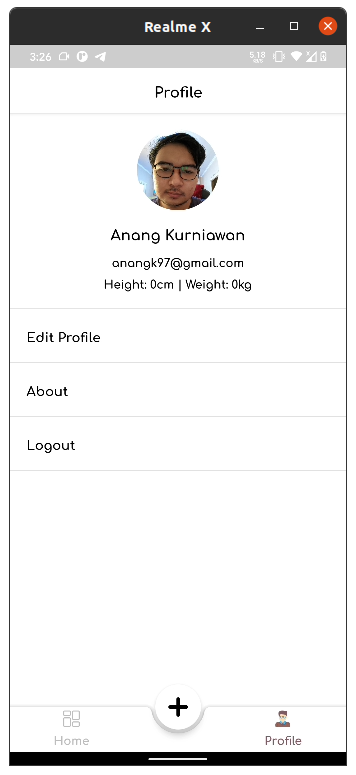 Realme X
3:26
5.18
KB/S
Profile
Anang Kurniawan
anangk97@gmail.com
Height: 0cm | Weight: 0kg
Edit Profile
About
Logout
Home
Profile